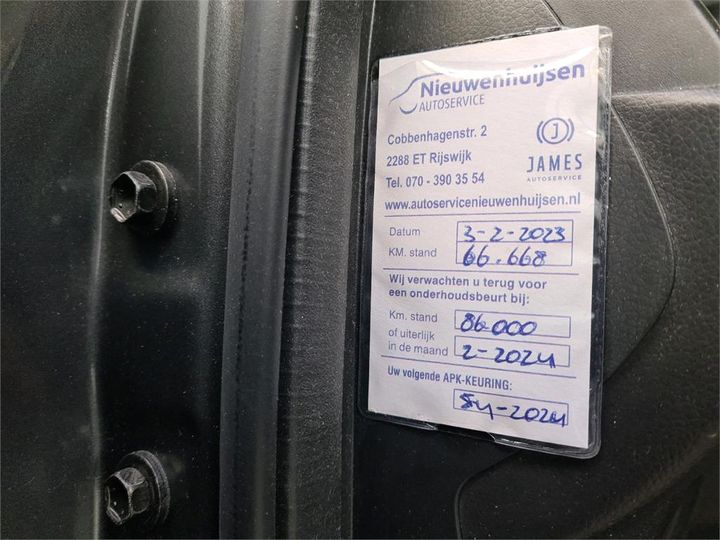 Nieuwenhuijsen
AUTOSERVICE
Cobbenhagenstr. 2
2288 ET Rijswijk
Tel. 070 - 390 35 54
J
JAMES
AUTOSERVICE
www.autoservicenieuwenhuijsen.nl
Datum 3-2-2023
KM. stand 66.668
Wij verwachten u terug voor
een onderhoudsbeurt bij:
Km. stand 86.000
of uiterlijk
in de maand 2-2024
Uw volgende APK-KEURING:
-2024